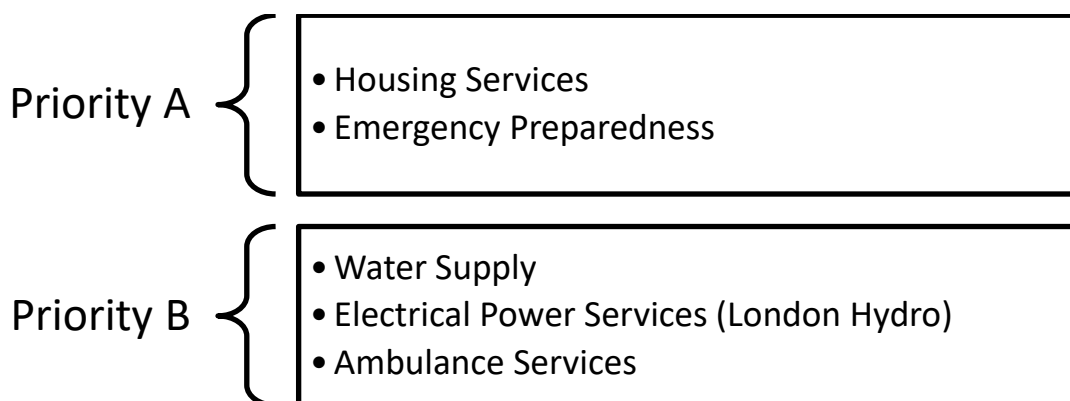 Priority A
• Housing Services
• Emergency Preparedness
Priority B
• Water Supply
• Electrical Power Services (London Hydro)
• Ambulance Services